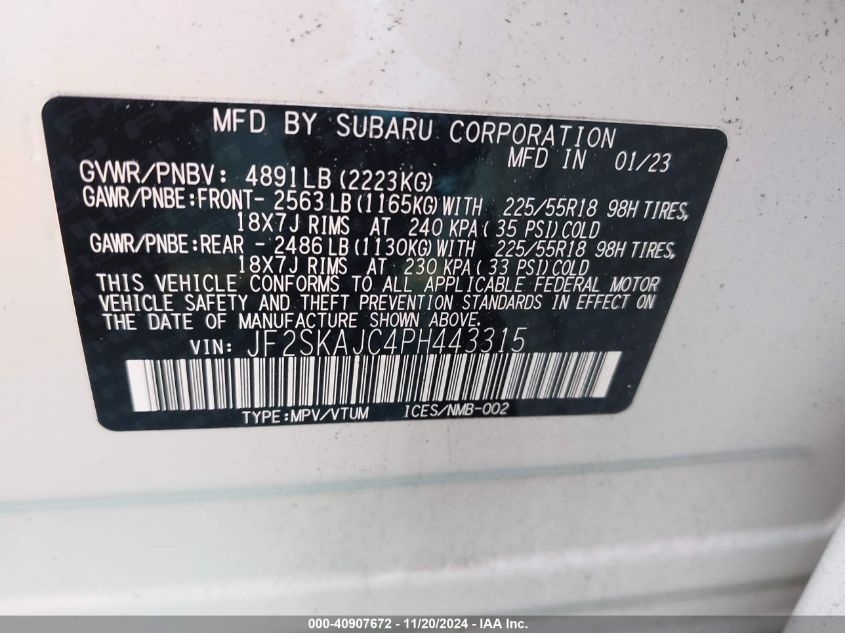 MFD BY SUBARU CORPORATION
MFD IN 01/23
GVWR/PNBV: 4891LB(2223KG)
GAWR/PNBE:FRONT- 2563LB(1165KG)WITH 225/55R18 98H TIRES,
18X7J RIMS AT 240 KPA( 35 PSI)COLD
GAWR/PNBE:REAR - 2486LB(1130KG)WITH 225/55R18 98H TIRES,
18X7J RIMS AT 230 KPA( 33 PSI)COLD
THIS VEHICLE CONFORMS TO ALL APPLICABLE FEDERAL MOTOR
VEHICLE SAFETY AND THEFT PREVENTION STANDARDS IN EFFECT ON
THE DATE OF MANUFACTURE SHOWN ABOVE.
VIN: JF2SKAJC4PH443315
TYPE:MPV/VTUM ICES/NMB-002
000-40907672 - 11/20/2024 - IAA Inc.